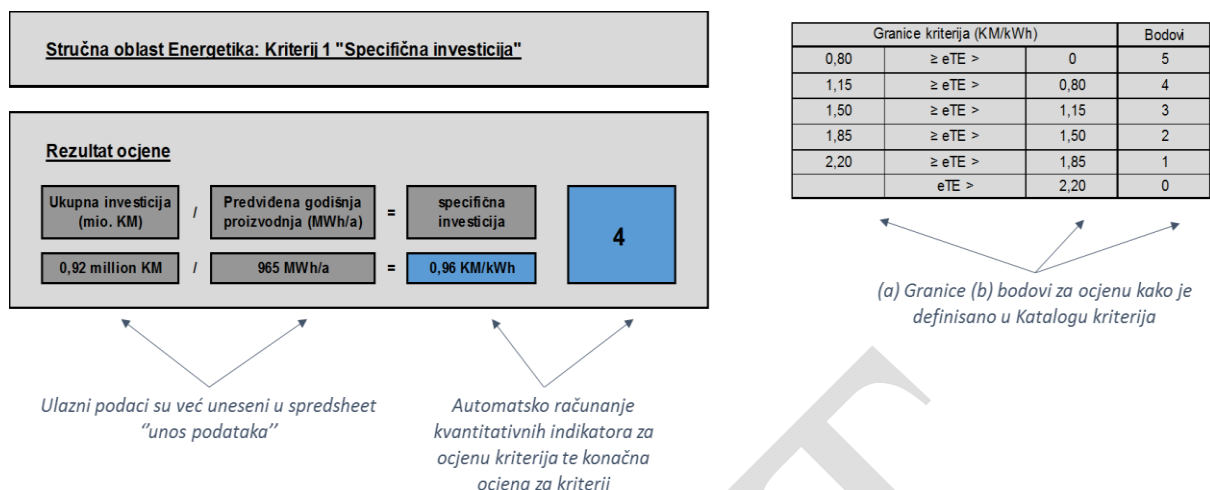 Stručna oblast Energetika: Kriterij 1 "Specifična investicija"
Rezultat ocjene
Ukupna investicija
(mio. KM)
/
Predviđena godišnja
proizvodnja (MWh/a)
=
specifična
investicija
4
0,92 million KM / 965 MWh/a = 0,96 KM/kWh
Ulazni podaci su već uneseni u spredsheet
‘’unos podataka’’
Automatsko računanje
kvantitativnih indikatora za
ocjenu kriterija te konačna
ocjena za kriterij
Granice kriterija (KM/kWh) Bodovi
0,80 ≥ eTE > 0 5
1,15 ≥ eTE > 0,80 4
1,50 ≥ eTE > 1,15 3
1,85 ≥ eTE > 1,50 2
2,20 ≥ eTE > 1,85 1
eTE > 2,20 0
(a) Granice (b) bodovi za ocjenu kako je
definisano u Katalogu kriterija